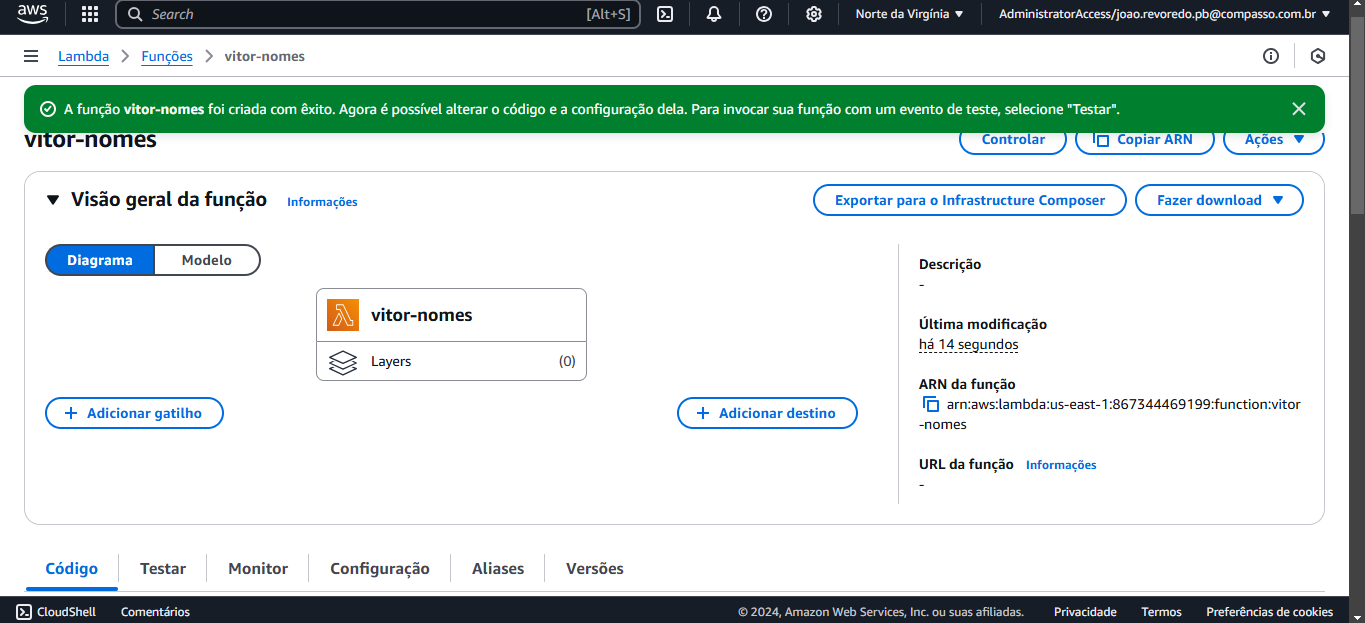 aws
Search [Alt+S]
Norte da Virgínia
AdministratorAccess/joao.revoredo.pb@compasso.com.br
Lambda
Funções
vitor-nomes
A função vitor-nomes foi criada com êxito. Agora é possível alterar o código e a configuração dela. Para invocar sua função com um evento de teste, selecione "Testar".
vitor-nomes
Controlar
Copiar ARN
Ações
Visão geral da função
Informações
Exportar para o Infrastructure Composer
Fazer download
Diagrama
Modelo
vitor-nomes
Layers
(0)
Adicionar gatilho
Adicionar destino
Descrição
-
Última modificação
há 14 segundos
ARN da função
arn:aws:lambda:us-east-1:867344469199:function:vitor
-nomes
URL da função
Informações
-
Código
Testar
Monitor
Configuração
Aliases
Versões
CloudShell
Comentários
© 2024, Amazon Web Services, Inc. ou suas afiliadas.
Privacidade
Termos
Preferências de cookies